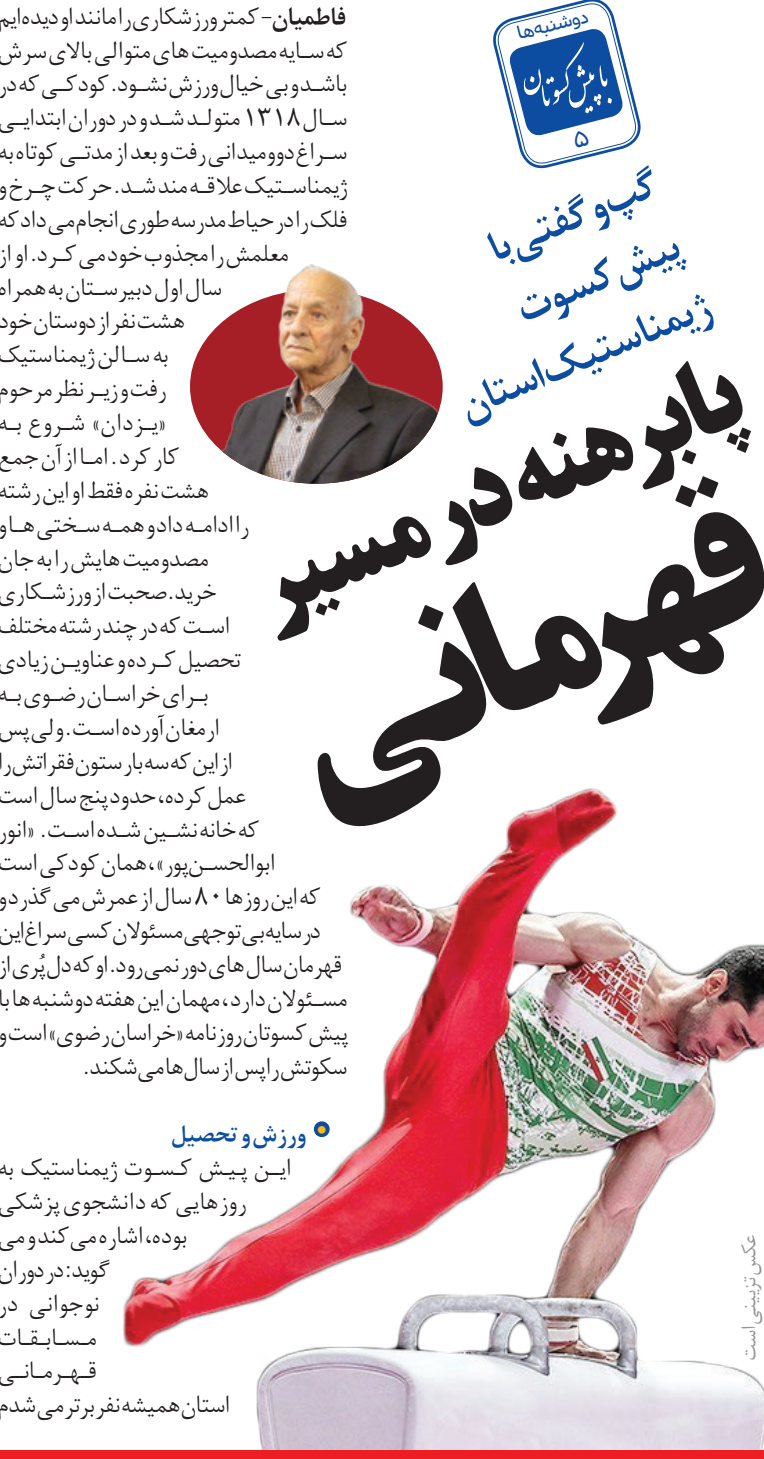 دوشنبه‌ها
با پیش کسوتان
۵
گپ و گفتی با
پیش کسوت
ژیمناستیک استان
پابرهنه در مسیر
قهرمانی
فاطمیان- کمتر ورزشکاری را مانند او دیده‌ایم
که سایه مصدومیت های متوالی بالای سرش
باشد و بی خیال ورزش نشود. کودکی که در
سال ۱۳۱۸ متولد شد و در دوران ابتدایی
سراغ دوومیدانی رفت و بعد از مدتی کوتاه به
ژیمناستیک علاقه مند شد. حرکت چرخ و
فلک را در حیاط مدرسه طوری انجام می داد که
معلمش را مجذوب خود می کرد. او از
سال اول دبیرستان به همراه
هشت نفر از دوستان خود
به سالن ژیمناستیک
رفت و زیر نظر مرحوم
«یزدان» شروع به
کار کرد. اما از آن جمع
هشت نفره فقط او این رشته
را ادامه داد و همه سختی ها و
مصدومیت هایش را به جان
خرید. صحبت از ورزشکاری
است که در چند رشته مختلف
تحصیل کرده و عناوین زیادی
برای خراسان رضوی به
ارمغان آورده است. ولی پس
از این که سه بار ستون فقراتش را
عمل کرده، حدود پنج سال است
که خانه نشین شده است. «انور
ابوالحسن پور»، همان کودکی است
که این روزها ۸۰ سال از عمرش می گذرد و
در سایه بی توجهی مسئولان کسی سراغ این
قهرمان سال های دور نمی رود. او که دل پُری از
مسئولان دارد، مهمان این هفته دوشنبه ها با
پیش کسوتان روزنامه «خراسان رضوی» است و
سکوتش را پس از سال ها می شکند.
ورزش و تحصیل
این پیش کسوت ژیمناستیک به
روزهایی که دانشجوی پزشکی
بوده، اشاره می کند و می
گوید: در دوران
نوجوانی در
مسابقات
قهرمانی
استان همیشه نفر برتر می شدم
عکس تزیینی است